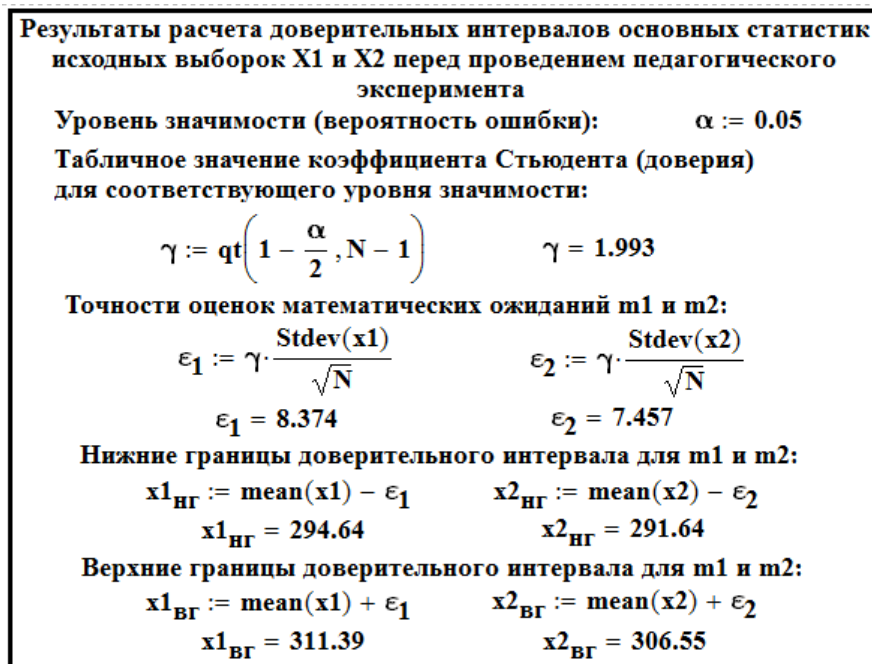 Результаты расчета доверительных интервалов основных статистик
исходных выборок X1 и X2 перед проведением педагогического
эксперимента
Уровень значимости (вероятность ошибки): α := 0.05
Табличное значение коэффициента Стьюдента (доверия)
для соответствующего уровня значимости:
γ := qt(1 − α/2 , N − 1) γ = 1.993
Точности оценок математических ожиданий m1 и m2:
ε₁ := γ· Stdev(x1)/√N ε₂ := γ· Stdev(x2)/√N
ε₁ = 8.374 ε₂ = 7.457
Нижние границы доверительного интервала для m1 и m2:
x1нг := mean(x1) − ε₁ x2нг := mean(x2) − ε₂
x1нг = 294.64 x2нг = 291.64
Верхние границы доверительного интервала для m1 и m2:
x1вг := mean(x1) + ε₁ x2вг := mean(x2) + ε₂
x1вг = 311.39 x2вг = 306.55